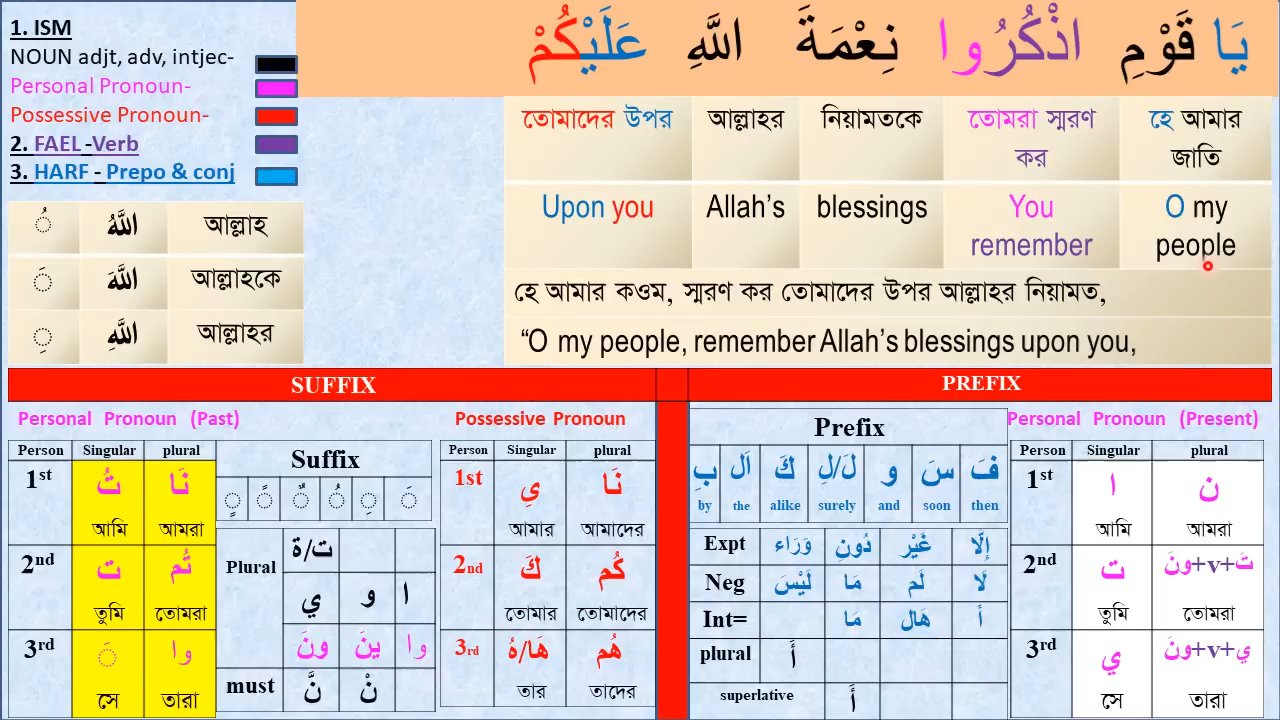 1. ISM
NOUN adjt, adv, intjec-
Personal Pronoun-
Possessive Pronoun-
2. FAEL -Verb
3. HARF - Prepo & conj
يَا قَوْمِ اذْكُرُوا نِعْمَةَ اللَّهِ عَلَيْكُمْ
তোমাদের উপর আল্লাহর নিয়ামতকে তোমরা স্মরণ কর হে আমার জাতি
Upon you Allah’s blessings You remember O my people
হে আমার কওম, স্মরণ কর তোমাদের উপর আল্লাহর নিয়ামত,
“O my people, remember Allah’s blessings upon you,
ُ اللَّهُ আল্লাহ
َ اللَّهَ আল্লাহকে
ِ اللَّهِ আল্লাহর
SUFFIX
Personal Pronoun (Past)
Person Singular plural
1st تُ نَا
আমি আমরা
2nd ت تُم
তুমি তোমরা
3rd َ وا
সে তারা
Suffix
ٍ ً ٌ ُ ِ َ
Plural ت/ة
ي و ا
ونَ ينَ وا
must نَّ نْ
Possessive Pronoun
Person Singular plural
1st ىِ نَا
আমার আমাদের
2nd كَ كُم
তোমার তোমাদের
3rd هَا/هُ هُم
তার তাদের
PREFIX
Prefix
بِ اَل كَ لَ/لِ و سَ فَ
by the alike surely and soon then
Expt وَرَاء دُونِ غَيْر إِلَّا
Neg لَيْسَ مَا لَم لَا
Int= مَا هَال أَ
plural أَ
superlative أَ
Personal Pronoun (Present)
Person Singular plural
1st ا ن
আমি আমরা
2nd ت تَ+v+ونَ
তুমি তোমরা
3rd ي ي+v+ونَ
সে তারা